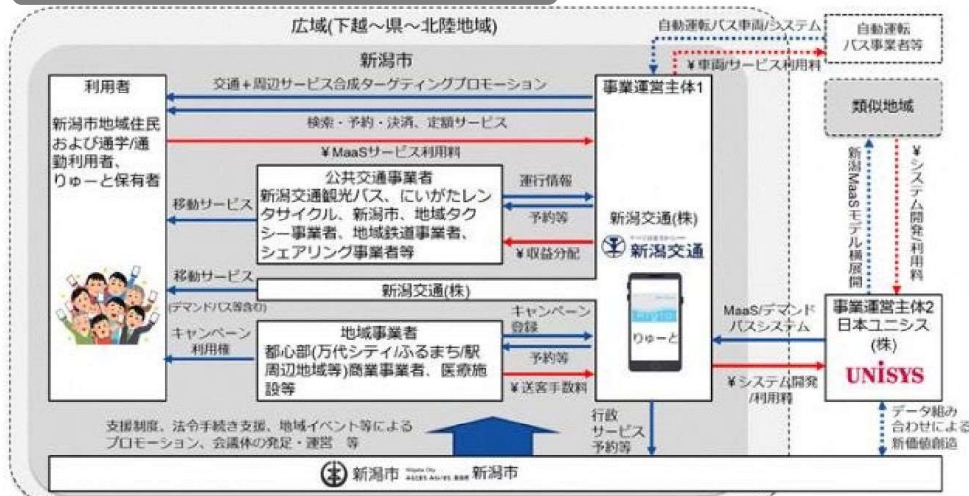 広域(下越～県～北陸地域)
新潟市
自動運転バス車両/システム
自動運転
バス事業者等
¥車両/サービス利用料
利用者
新潟市地域住民
および通学/通
勤利用者、
りゅーと保有者
交通+周辺サービス合成ターゲティングプロモーション
検索・予約・決済、定額サービス
¥MaaSサービス利用料
事業運営主体1
類似地域
公共交通事業者
新潟交通観光バス、にいがたレン
タサイクル、新潟市、地域タク
シー事業者、地域鉄道事業者、
シェアリング事業者等
移動サービス
運行情報
予約等
¥収益分配
新潟交通(株)
新潟交通
りゅーと
新潟MaaSモデル横展開
¥システム開発/利用料
移動サービス
(デマンドバス等含む)
新潟交通(株)
キャンペーン
利用権
地域事業者
都心部(万代シティ/ふるまち/駅
周辺地域等)商業事業者、医療施
設等
キャンペーン
登録
予約等
¥送客手数料
MaaS/デマンド
バスシステム
¥システム開発
/利用料
事業運営主体2
日本ユニシス
(株)
UNISYS
支援制度、法令手続き支援、地域イベント等による
プロモーション、会議体の発足・運営 等
行政
サービス
予約等
データ組み
合わせによる
新価値創造
新潟市
新潟市